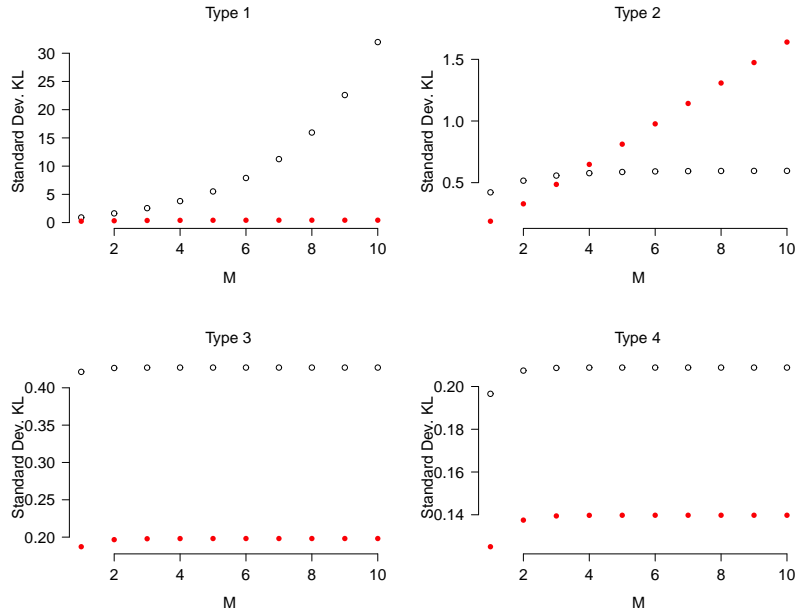 Type 1
Standard Dev. KL
0
5
10
15
20
25
30
2 4 6 8 10
M
Type 2
Standard Dev. KL
0.5
1.0
1.5
2 4 6 8 10
M
Type 3
Standard Dev. KL
0.20
0.25
0.30
0.35
0.40
2 4 6 8 10
M
Type 4
Standard Dev. KL
0.14
0.16
0.18
0.20
2 4 6 8 10
M